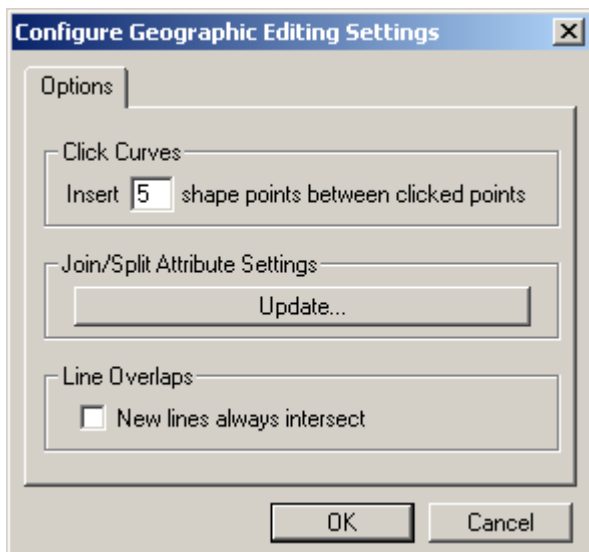 Configure Geographic Editing Settings
Options
Click Curves
Insert 5 shape points between clicked points
Join/Split Attribute Settings
Update...
Line Overlaps
New lines always intersect
OK Cancel